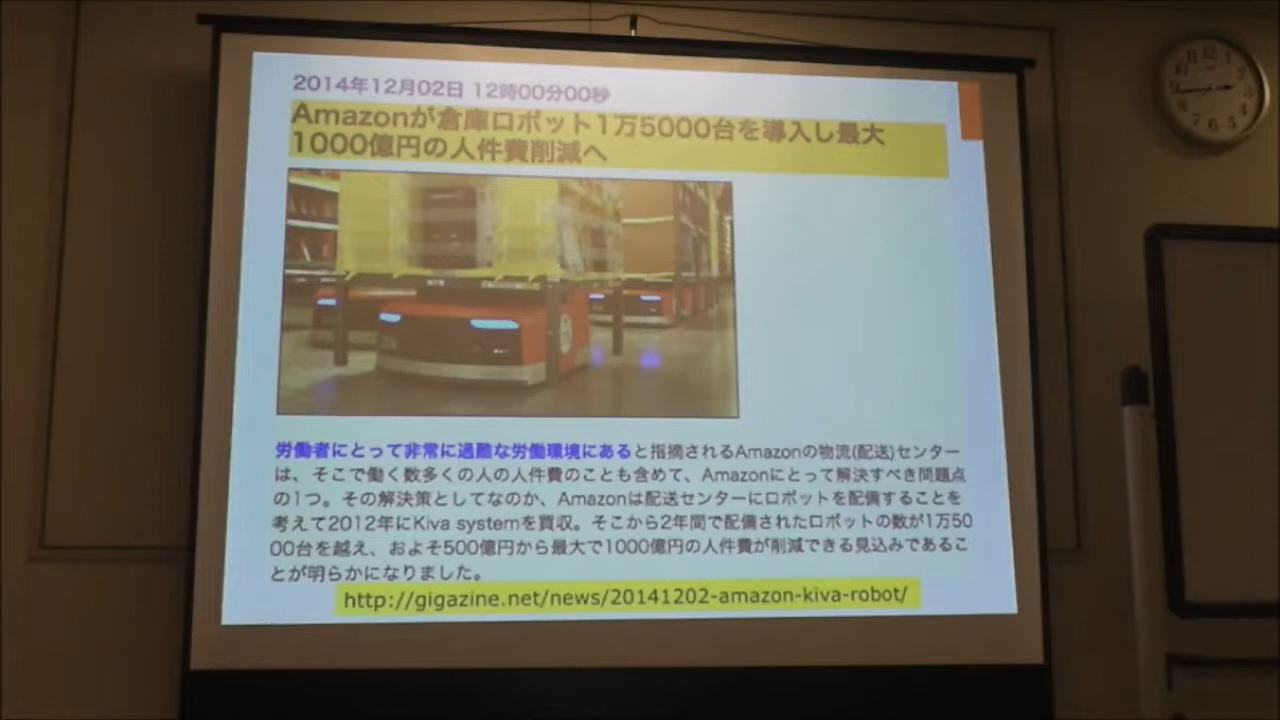 2014年12月02日 12時00分00秒
Amazonが倉庫ロボット1万5000台を導入し最大
1000億円の人件費削減へ
労働者にとって非常に過酷な労働環境にあると指摘されるAmazonの物流(配送)センター
は、そこで働く数多くの人の人件費のことも含めて、Amazonにとって解決すべき問題点
の1つ。その解決策としてなのか、Amazonは配送センターにロボットを配備することを
考えて2012年にKiva systemを買収。そこから2年間で配備されたロボットの数が1万50
00台を越え、およそ500億円から最大で1000億円の人件費が削減できる見込みであるこ
とが明らかになりました。
http://gigazine.net/news/20141202-amazon-kiva-robot/